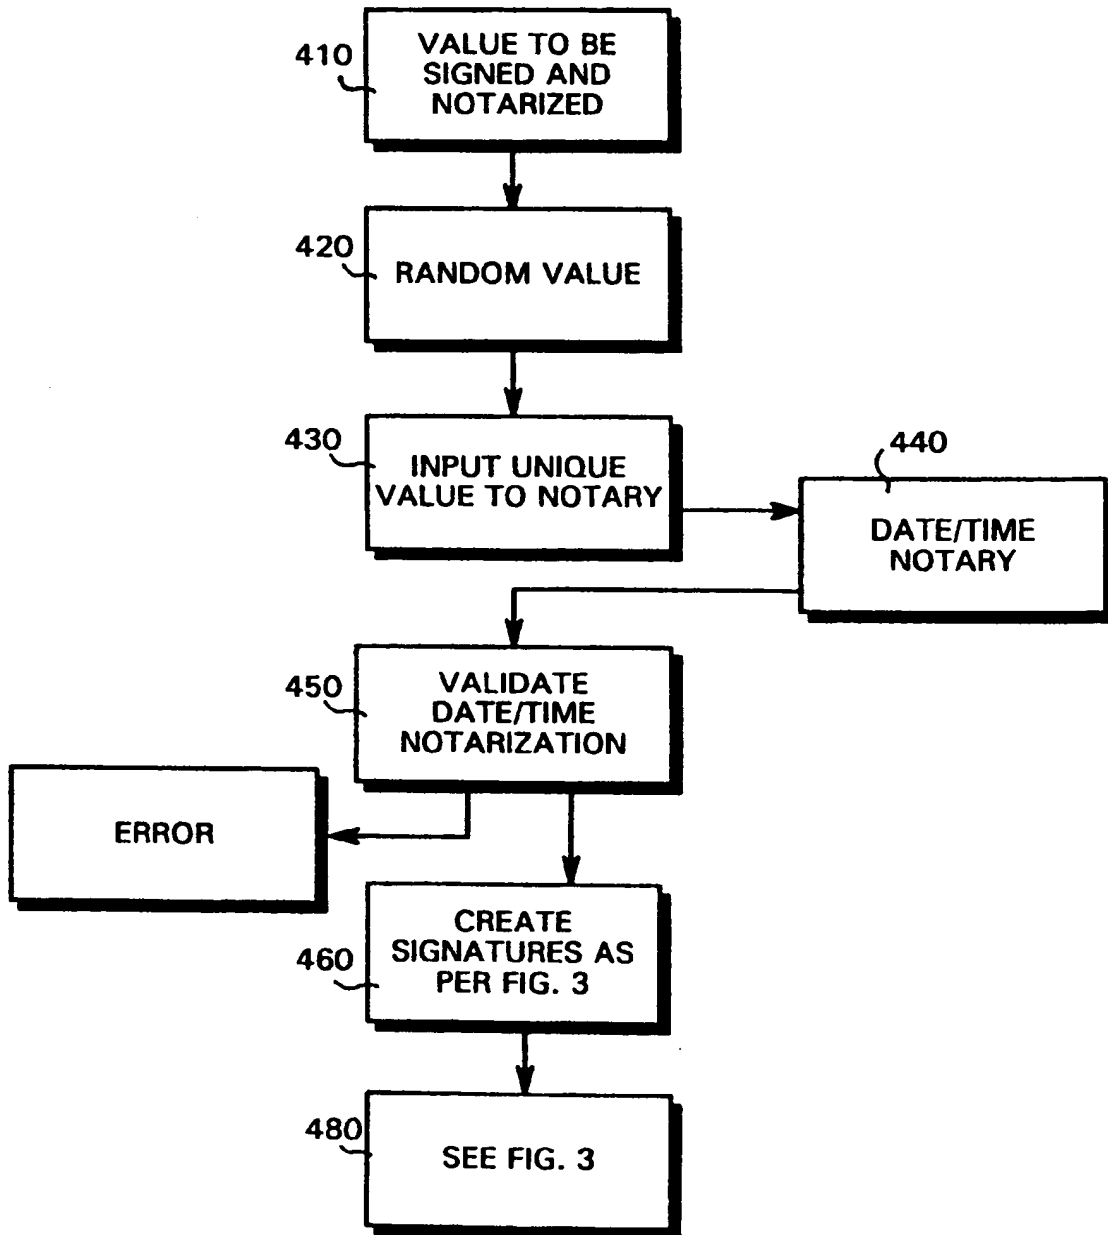 410
VALUE TO BE
SIGNED AND
NOTARIZED
420
RANDOM VALUE
430
INPUT UNIQUE
VALUE TO NOTARY
440
DATE/TIME
NOTARY
450
VALIDATE
DATE/TIME
NOTARIZATION
ERROR
460
CREATE
SIGNATURES AS
PER FIG. 3
480
SEE FIG. 3